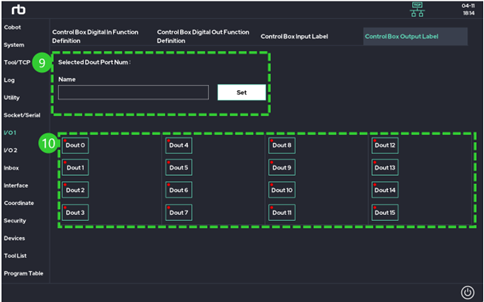 rb
TCP
04-11
18:14
Cobot
System
Tool/TCP
Log
Utility
Socket/Serial
I/O 1
I/O 2
Inbox
Interface
Coordinate
Security
Devices
Tool List
Program Table
Control Box Digital In Function
Definition
Control Box Digital Out Function
Definition
Control Box Input Label
Control Box Output Label
9
Selected Dout Port Num :
Name
Set
10
Dout 0
Dout 4
Dout 8
Dout 12
Dout 1
Dout 5
Dout 9
Dout 13
Dout 2
Dout 6
Dout 10
Dout 14
Dout 3
Dout 7
Dout 11
Dout 15